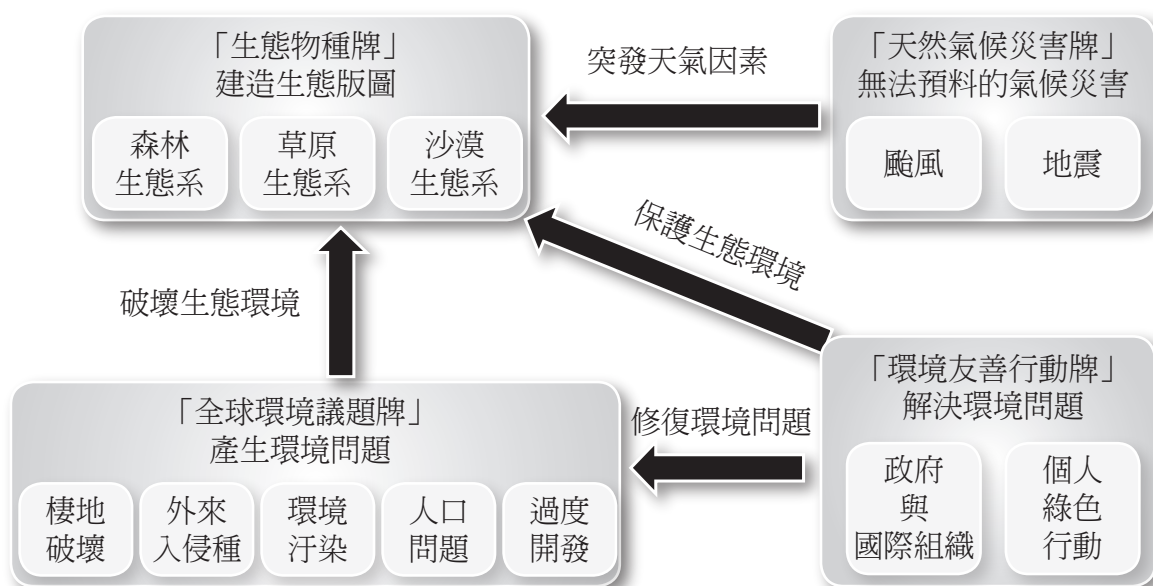 「生態物種牌」
建造生態版圖
森林
生態系
草原
生態系
沙漠
生態系
突發天氣因素
「天然氣候災害牌」
無法預料的氣候災害
颱風
地震
保護生態環境
破壞生態環境
「全球環境議題牌」
產生環境問題
棲地
破壞
外來
入侵種
環境
汙染
人口
問題
過度
開發
修復環境問題
「環境友善行動牌」
解決環境問題
政府
與
國際組織
個人
綠色
行動